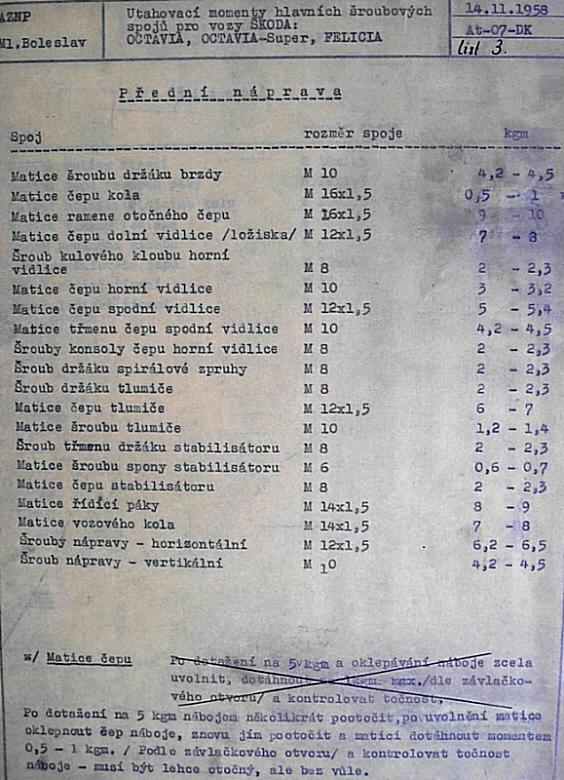 AZNP
Ml.Boleslav
Utahovací momenty hlavních šroubových
spojů pro vozy ŠKODA:
OCTAVIA, OCTAVIA-Super, FELICIA
14.11.1958
At-07-DK
list 3.
Přední náprava
Spoj rozměr spoje kgm
Matice šroubu držáku brzdy M 10 4,2 - 4,5
Matice čepu kola M 16x1,5 0,5 - 1
Matice ramene otočného čepu M 16x1,5 9 - 10
Matice čepu dolní vidlice /ložiska/ M 12x1,5 7 - 8
Šroub kulového kloubu horní
vidlice M 8 2 - 2,3
Matice čepu horní vidlice M 10 3 - 3,2
Matice čepu spodní vidlice M 12x1,5 5 - 5,4
Matice třmenu čepu spodní vidlice M 10 4,2 - 4,5
Šrouby konsoly čepu horní vidlice M 8 2 - 2,3
Šroub držáku spirálové zpruhy M 8 2 - 2,3
Šroub držáku tlumiče M 8 2 - 2,3
Matice čepu tlumiče M 12x1,5 6 - 7
Matice šroubu tlumiče M 10 1,2 - 1,4
Šroub třmenu držáku stabilisátoru M 8 2 - 2,3
Matice šroubu spony stabilisátoru M 6 0,6 - 0,7
Matice čepu stabilisátoru M 8 2 - 2,3
Matice řídící páky M 14x1,5 8 - 9
Matice vozového kola M 14x1,5 7 - 8
Šrouby nápravy - horizontální M 12x1,5 6,2 - 6,5
Šroub nápravy - vertikální M 10 4,2 - 4,5
x/ Matice čepu Po dotažení na 5 kgm a oklepávání náboje zcela
uvolnit, dotáhnout 1kgm. max./dle závlačko-
vého otvoru/ a kontrolovat točnost,
Po dotažení na 5 kgm nábojem několikrát pootočit,po uvolnění matice
oklepnout čep náboje, znovu jím pootočit a matici dotáhnout momentem
0,5 - 1 kgm. / Podle závlačkového otvoru/ a kontrolovat točnost
náboje - musí být lehce otočný, ale bez vůle.